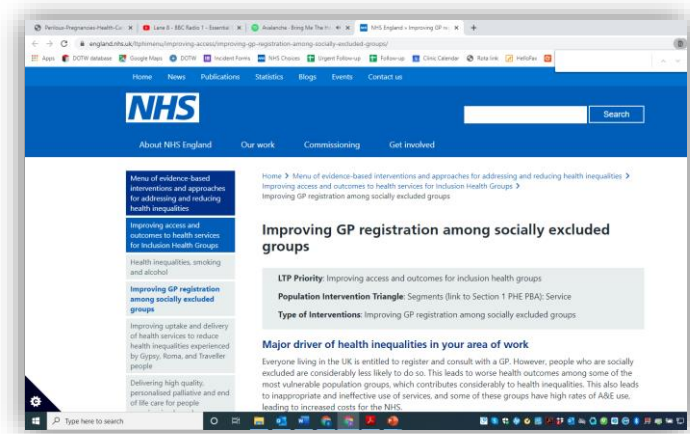 Perilous-Pregnancies-Health-Ca
Lane 8 - BBC Radio 1 - Essential
Avalanche - Bring Me The H
NHS England » Improving GP re
england.nhs.uk/ltphimenu/improving-access/improving-gp-registration-among-socially-excluded-groups/
Apps DOTW database Google Maps DOTW Incident Forms NHS Choices Urgent Follow-up Follow-up Clinic Calendar Rota link HelloFax
Home News Publications Statistics Blogs Events Contact us
NHS
Search
About NHS England Our work Commissioning Get involved
Menu of evidence-based
interventions and approaches
for addressing and reducing
health inequalities
Improving access and
outcomes to health services
for Inclusion Health Groups
Health inequalities, smoking
and alcohol
Improving GP registration
among socially excluded
groups
Improving uptake and delivery
of health services to reduce
health inequalities experienced
by Gypsy, Roma, and Traveller
people
Delivering high quality,
personalised palliative and end
of life care for people
Home > Menu of evidence-based interventions and approaches for addressing and reducing health inequalities >
Improving access and outcomes to health services for Inclusion Health Groups >
Improving GP registration among socially excluded groups
Improving GP registration among socially excluded
groups
LTP Priority: Improving access and outcomes for inclusion health groups
Population Intervention Triangle: Segments (link to Section 1 PHE PBA): Service
Type of Interventions: Improving GP registration among socially excluded groups
Major driver of health inequalities in your area of work
Everyone living in the UK is entitled to register and consult with a GP. However, people who are socially
excluded are considerably less likely to do so. This leads to worse health outcomes among some of the
most vulnerable population groups, which contributes considerably to health inequalities. This also leads
to inappropriate and ineffective use of services, and some of these groups have high rates of A&E use,
leading to increased costs for the NHS.
Type here to search